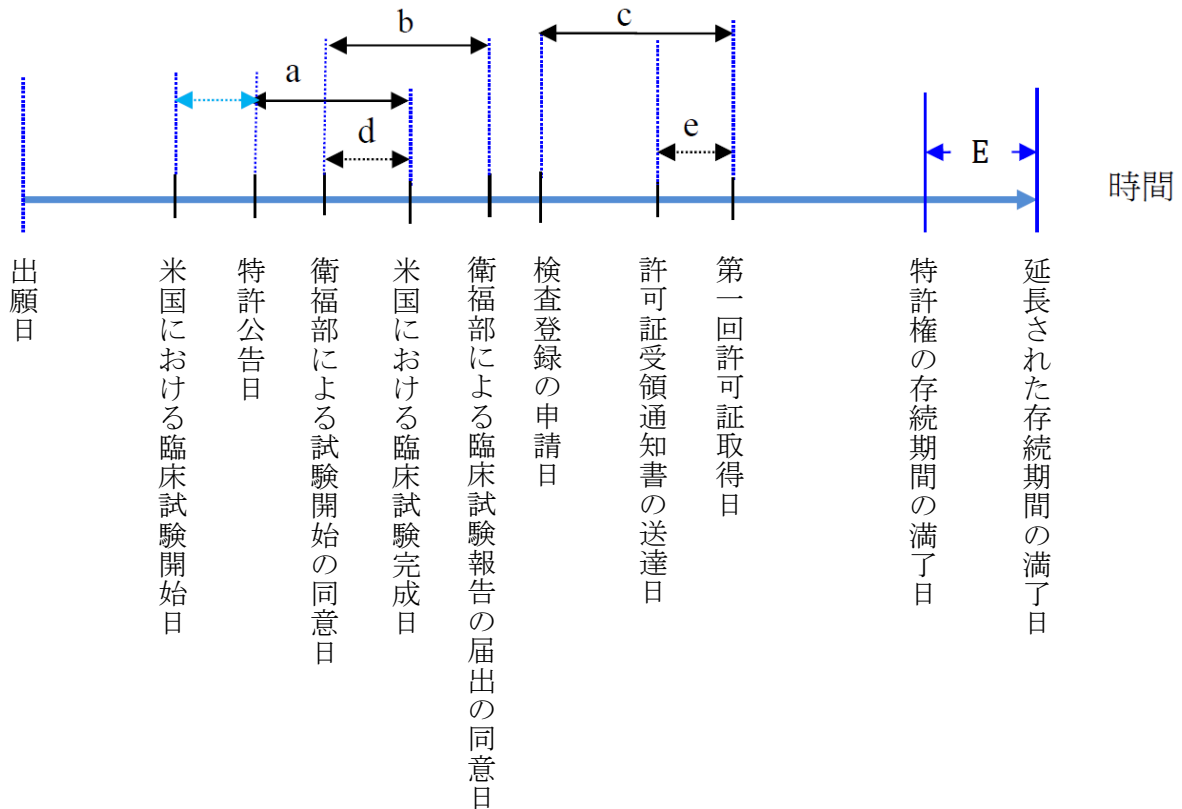 b
c
a
d
e
E
時間
出願日
米国における臨床試験開始日
特許公告日
衛福部による試験開始の同意日
米国における臨床試験完成日
衛福部による臨床試験報告の届出の同意日
検査登録の申請日
許可証受領通知書の送達日
第一回許可証取得日
特許権の存続期間の満了日
延長された存続期間の満了日